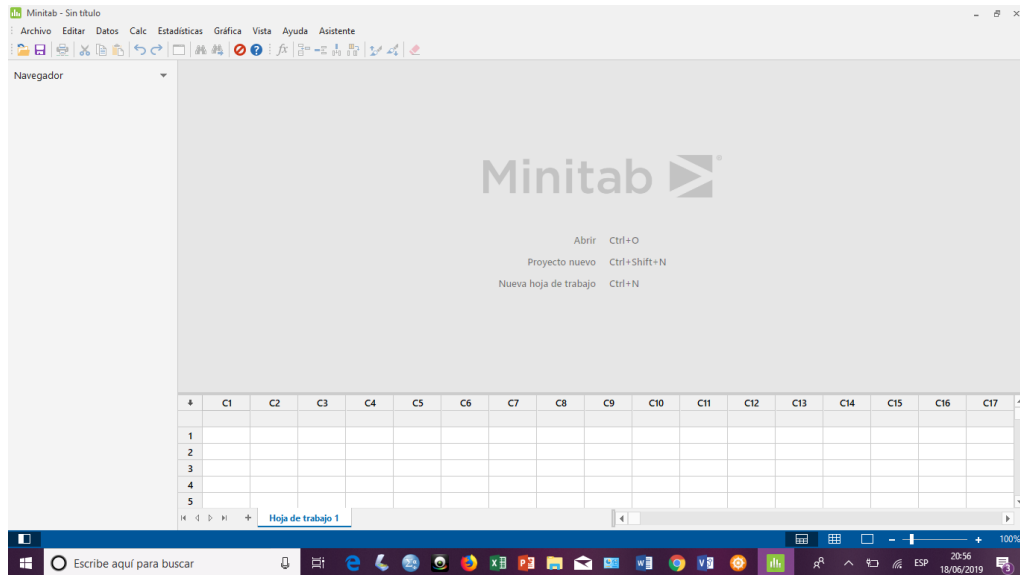 Minitab - Sin título
Archivo Editar Datos Calc Estadísticas Gráfica Vista Ayuda Asistente
Navegador
Minitab
Abrir Ctrl+O
Proyecto nuevo Ctrl+Shift+N
Nueva hoja de trabajo Ctrl+N
C1 C2 C3 C4 C5 C6 C7 C8 C9 C10 C11 C12 C13 C14 C15 C16 C17
1
2
3
4
5
Hoja de trabajo 1
100%
Escribe aquí para buscar
ESP
20:56
18/06/2019
3